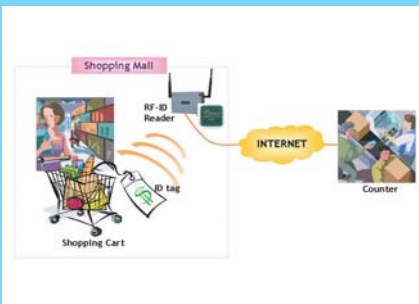 Shopping Mall
RF-ID
Reader
INTERNET
ID tag
Counter
Shopping Cart